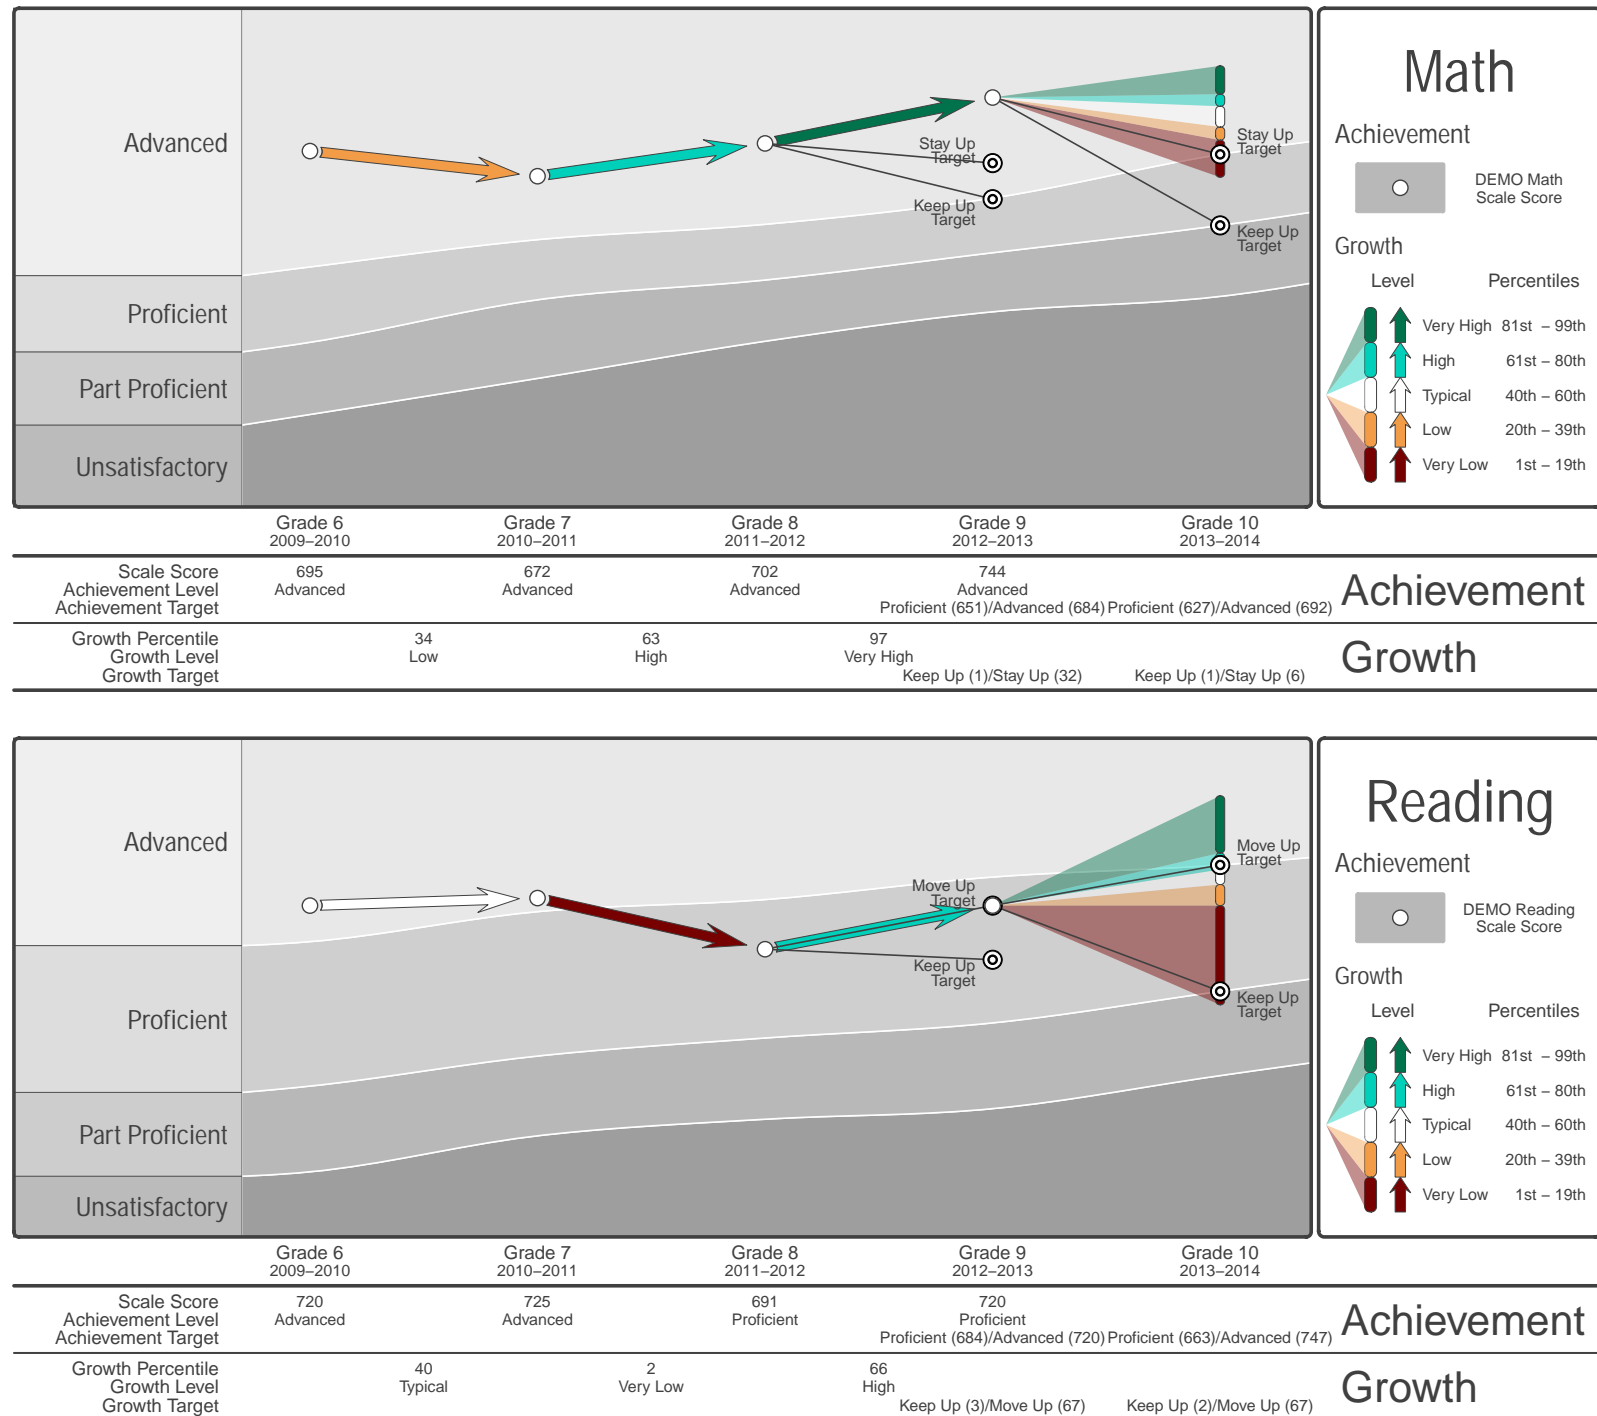 Math
Advanced
Proficient
Part Proficient
Unsatisfactory
Stay Up
Target
Keep Up
Target
Stay Up
Target
Keep Up
Target
Achievement
DEMO Math
Scale Score
Growth
Level Percentiles
Very High 81st – 99th
High 61st – 80th
Typical 40th – 60th
Low 20th – 39th
Very Low 1st – 19th
Grade 6 Grade 7 Grade 8 Grade 9 Grade 10
2009–2010 2010–2011 2011–2012 2012–2013 2013–2014
Scale Score 695 672 702 744
Achievement Level Advanced Advanced Advanced Advanced
Achievement Target Proficient (651)/Advanced (684) Proficient (627)/Advanced (692)
Achievement
Growth Percentile 34 63 97
Growth Level Low High Very High
Growth Target Keep Up (1)/Stay Up (32) Keep Up (1)/Stay Up (6)
Growth
Reading
Advanced
Proficient
Part Proficient
Unsatisfactory
Move Up
Target
Keep Up
Target
Move Up
Target
Keep Up
Target
Achievement
DEMO Reading
Scale Score
Growth
Level Percentiles
Very High 81st – 99th
High 61st – 80th
Typical 40th – 60th
Low 20th – 39th
Very Low 1st – 19th
Grade 6 Grade 7 Grade 8 Grade 9 Grade 10
2009–2010 2010–2011 2011–2012 2012–2013 2013–2014
Scale Score 720 725 691 720
Achievement Level Advanced Advanced Proficient Proficient
Achievement Target Proficient (684)/Advanced (720) Proficient (663)/Advanced (747)
Achievement
Growth Percentile 40 2 66
Growth Level Typical Very Low High
Growth Target Keep Up (3)/Move Up (67) Keep Up (2)/Move Up (67)
Growth